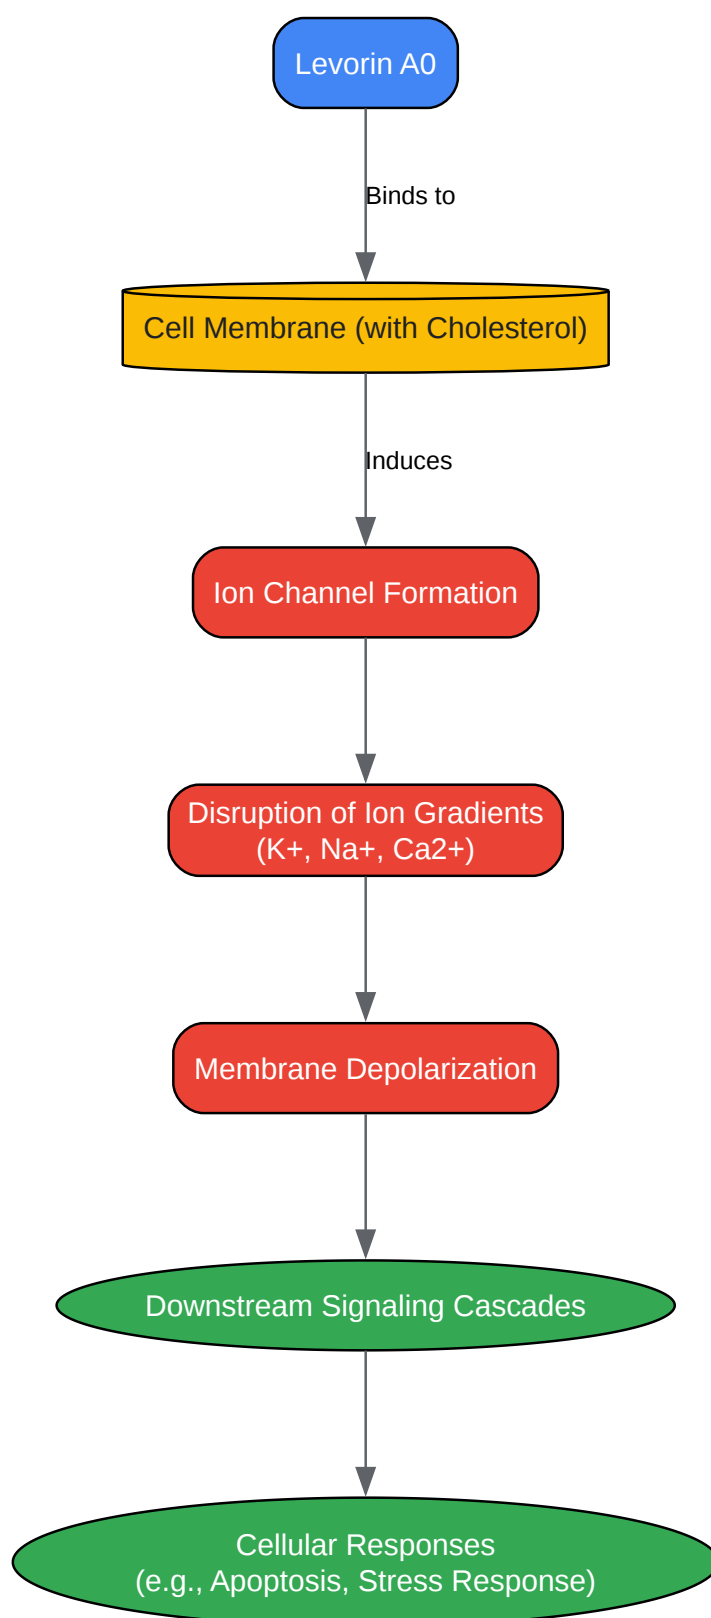 Levorin A0
Binds to
Cell Membrane (with Cholesterol)
Induces
Ion Channel Formation
Disruption of Ion Gradients
(K+, Na+, Ca2+)
Membrane Depolarization
Downstream Signaling Cascades
Cellular Responses
(e.g., Apoptosis, Stress Response)